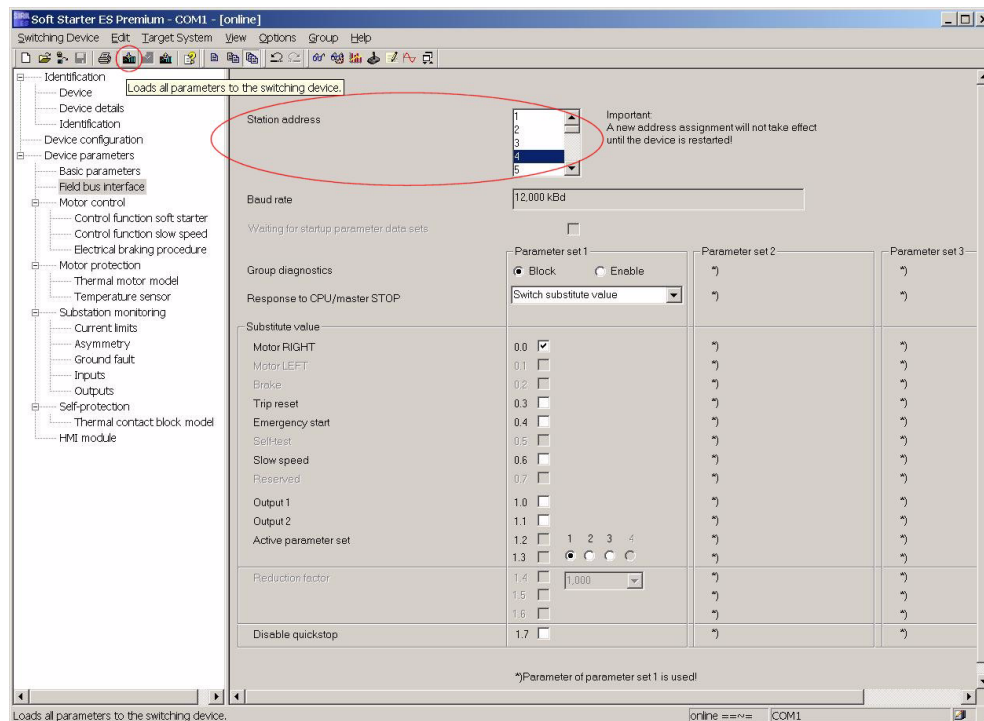 Soft Starter ES Premium - COM1 - [online]
Switching Device Edit Target System View Options Group Help
Loads all parameters to the switching device.
Identification
Device
Device details
Identification
Device configuration
Device parameters
Basic parameters
Field bus interface
Motor control
Control function soft starter
Control function slow speed
Electrical braking procedure
Motor protection
Thermal motor model
Temperature sensor
Substation monitoring
Current limits
Asymmetry
Ground fault
Inputs
Outputs
Self-protection
Thermal contact block model
HMI module
Station address
1
2
3
4
5
Important:
A new address assignment will not take effect
until the device is restarted!
Baud rate 12,000 kBd
Waiting for startup parameter data sets
Parameter set 1 Parameter set 2 Parameter set 3
Group diagnostics Block Enable *) *)
Response to CPU/master STOP Switch substitute value *) *)
Substitute value
Motor RIGHT 0.0 *) *)
Motor LEFT 0.1 *) *)
Brake 0.2 *) *)
Trip reset 0.3 *) *)
Emergency start 0.4 *) *)
Self-test 0.5 *) *)
Slow speed 0.6 *) *)
Reserved 0.7 *) *)
Output 1 1.0 *) *)
Output 2 1.1 *) *)
Active parameter set 1.2 1 2 3 4 *) *)
1.3 *) *)
Reduction factor 1.4 1,000 *) *)
1.5 *) *)
1.6 *) *)
Disable quickstop 1.7 *) *)
*)Parameter of parameter set 1 is used!
Loads all parameters to the switching device. online ==~= COM1